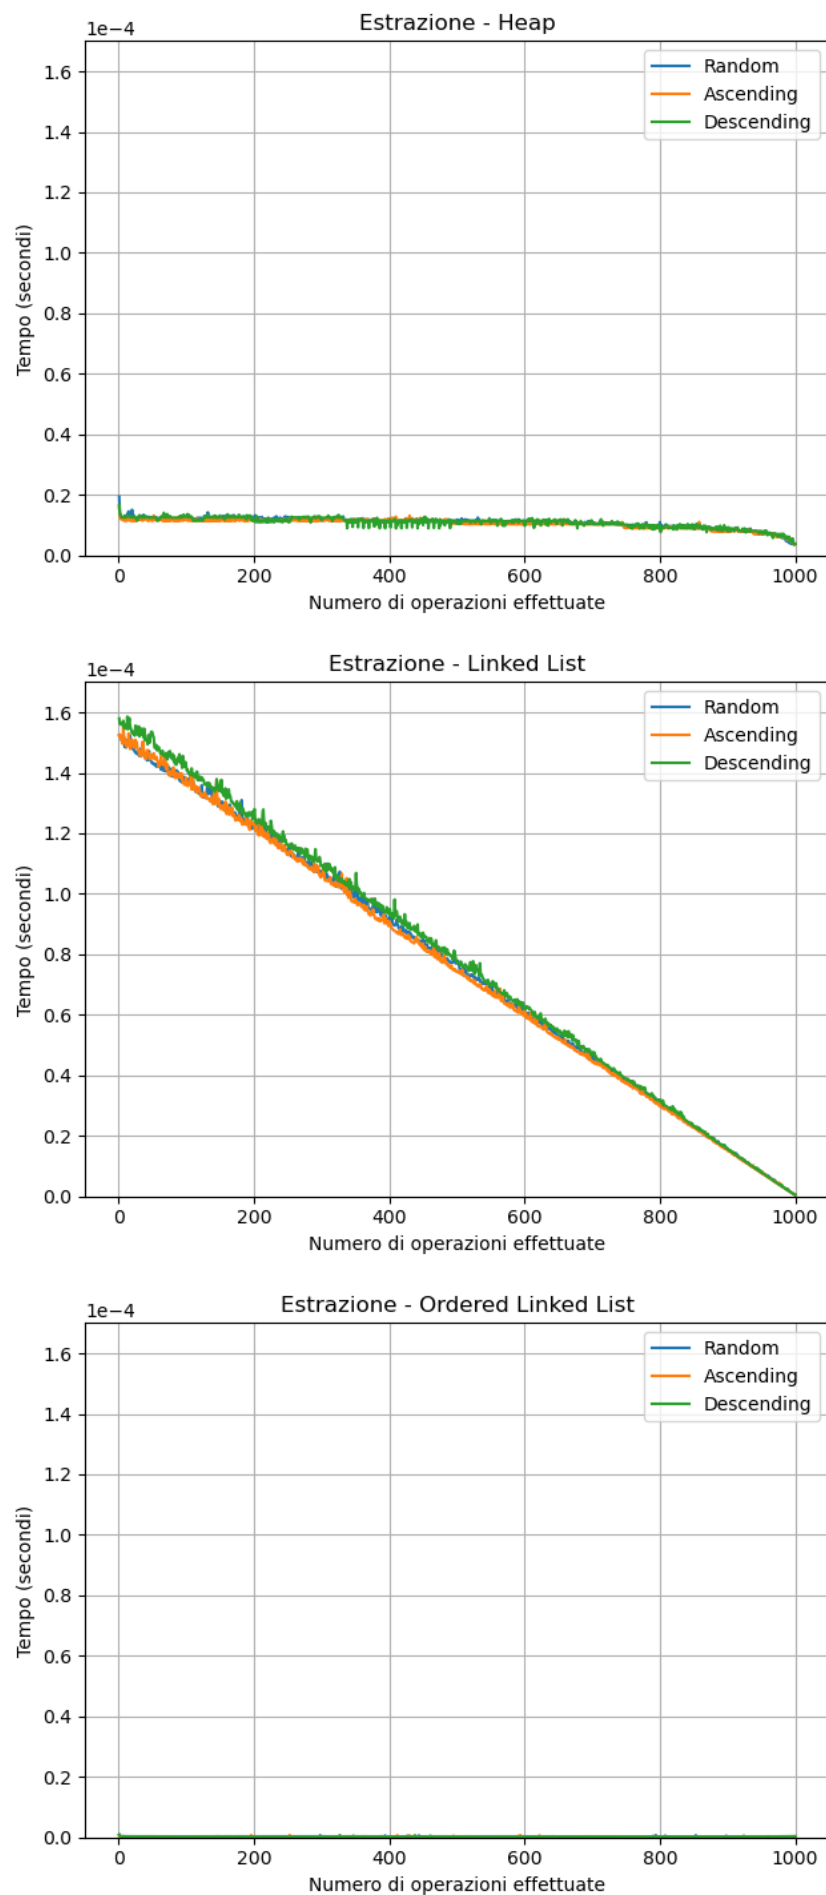 Estrazione - Heap
1e−4
1.6
1.4
1.2
1.0
0.8
0.6
0.4
0.2
0.0
Tempo (secondi)
Random
Ascending
Descending
0 200 400 600 800 1000
Numero di operazioni effettuate
Estrazione - Linked List
1e−4
1.6
1.4
1.2
1.0
0.8
0.6
0.4
0.2
0.0
Tempo (secondi)
Random
Ascending
Descending
0 200 400 600 800 1000
Numero di operazioni effettuate
Estrazione - Ordered Linked List
1e−4
1.6
1.4
1.2
1.0
0.8
0.6
0.4
0.2
0.0
Tempo (secondi)
Random
Ascending
Descending
0 200 400 600 800 1000
Numero di operazioni effettuate